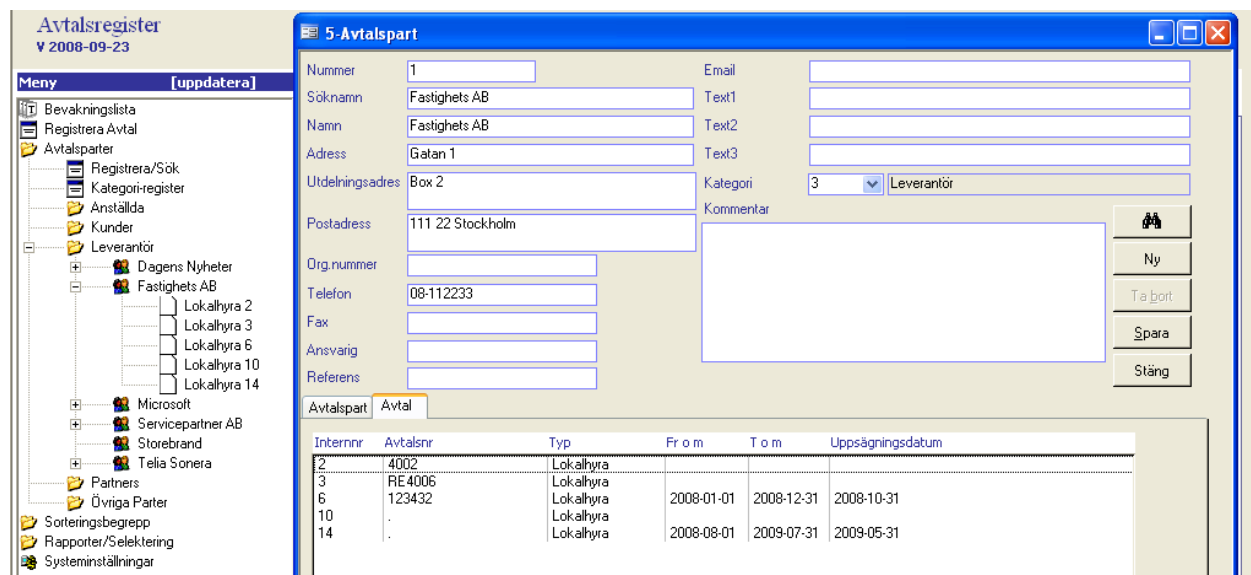 Avtalsregister
V 2008-09-23
Meny [uppdatera]
Bevakningslista
Registrera Avtal
Avtalsparter
Registrera/Sök
Kategori-register
Anställda
Kunder
Leverantör
Dagens Nyheter
Fastighets AB
Lokalhyra 2
Lokalhyra 3
Lokalhyra 6
Lokalhyra 10
Lokalhyra 14
Microsoft
Servicepartner AB
Storebrand
Telia Sonera
Partners
Övriga Parter
Sorteringsbegrepp
Rapporter/Selektering
Systeminställningar
5-Avtalspart
Nummer 1
Söknamn Fastighets AB
Namn Fastighets AB
Adress Gatan 1
Utdelningsadres Box 2
Postadress 111 22 Stockholm
Org.nummer
Telefon 08-112233
Fax
Ansvarig
Referens
Email
Text1
Text2
Text3
Kategori 3 Leverantör
Kommentar
Ny
Ta bort
Spara
Stäng
Avtalspart Avtal
Internnr Avtalsnr Typ Fr o m T o m Uppsägningsdatum
2 4002 Lokalhyra
3 RE4006 Lokalhyra
6 123432 Lokalhyra 2008-01-01 2008-12-31 2008-10-31
10 . Lokalhyra
14 . Lokalhyra 2008-08-01 2009-07-31 2009-05-31